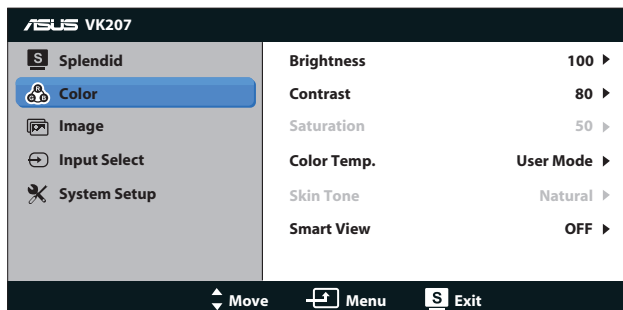 ASUS VK207
S Splendid
Color
Image
Input Select
System Setup
Brightness 100
Contrast 80
Saturation 50
Color Temp. User Mode
Skin Tone Natural
Smart View OFF
Move Menu S Exit